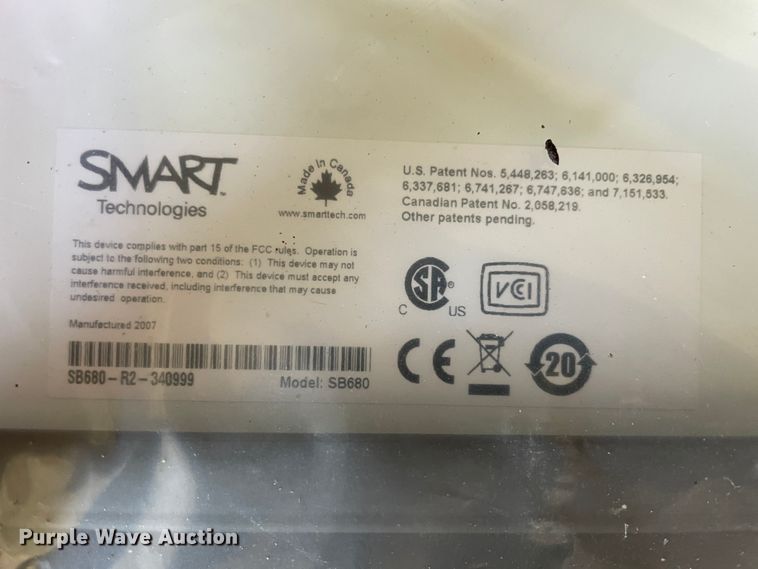 SMART™
Technologies
Made in Canada
www.smarttech.com
U.S. Patent Nos. 5,448,263; 6,141,000; 6,326,954;
6,337,681; 6,741,267; 6,747,636; and 7,151,533.
Canadian Patent No. 2,058,219.
Other patents pending.
This device complies with part 15 of the FCC rules. Operation is
subject to the following two conditions: (1) This device may not
cause harmful interference, and (2) This device must accept any
interference received, including interference that may cause
undesired operation.
Manufactured 2007
SB680-R2-340999
Model: SB680
C SA® US
VCI
CE
20
Purple Wave Auction